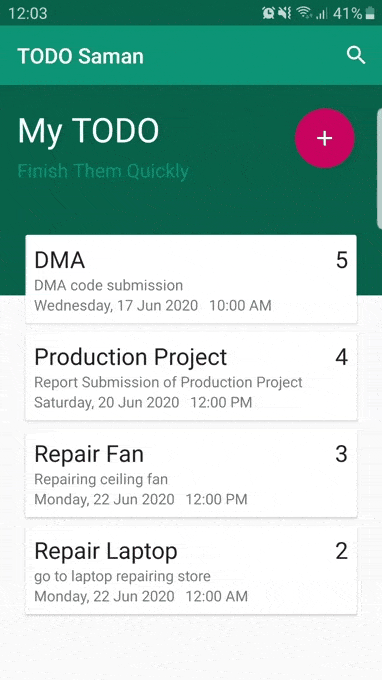 12:03 41%
TODO Saman
My TODO
+
Finish Them Quickly
DMA 5
DMA code submission
Wednesday, 17 Jun 2020 10:00 AM
Production Project 4
Report Submission of Production Project
Saturday, 20 Jun 2020 12:00 PM
Repair Fan 3
Repairing ceiling fan
Monday, 22 Jun 2020 12:00 PM
Repair Laptop 2
go to laptop repairing store
Monday, 22 Jun 2020 12:00 AM